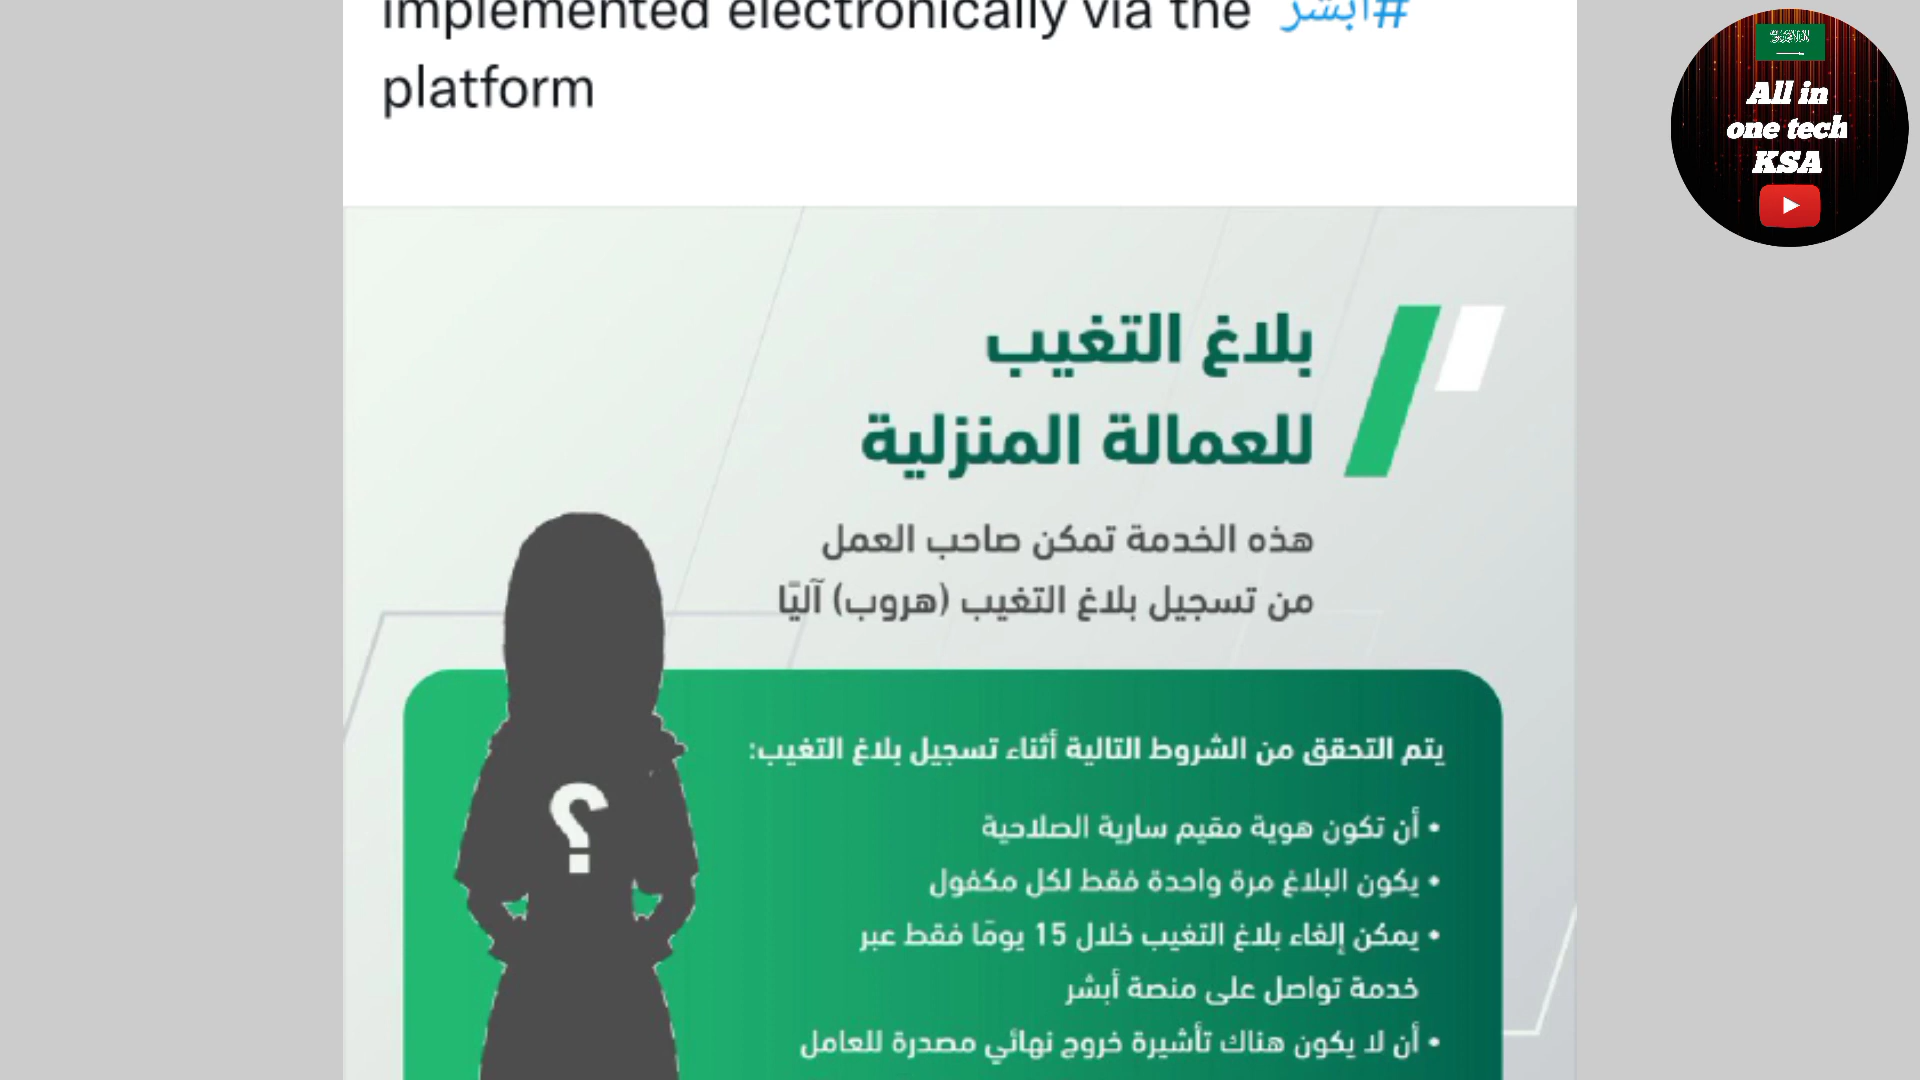 implemented electronically via the #أبشر
platform
All in
one tech
KSA
بلاغ التغيب
للعمالة المنزلية
هذه الخدمة تمكن صاحب العمل
من تسجيل بلاغ التغيب (هروب) آليًا
يتم التحقق من الشروط التالية أثناء تسجيل بلاغ التغيب:
• أن تكون هوية مقيم سارية الصلاحية
• يكون البلاغ مرة واحدة فقط لكل مكفول
• يمكن إلغاء بلاغ التغيب خلال 15 يومًا فقط عبر
خدمة تواصل على منصة أبشر
• أن لا يكون هناك تأشيرة خروج نهائي مصدرة للعامل
؟